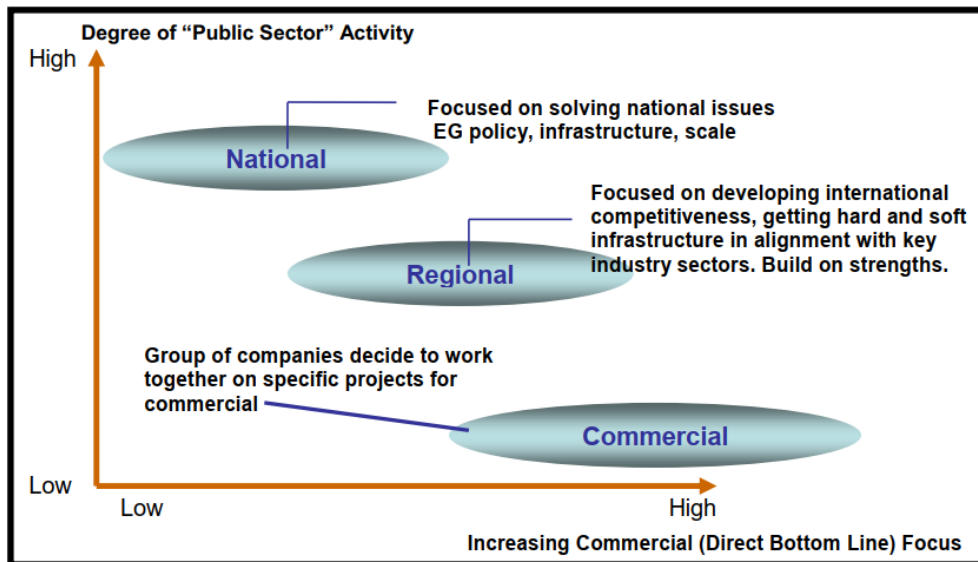 Degree of “Public Sector” Activity
High
Focused on solving national issues
EG policy, infrastructure, scale
National
Focused on developing international
competitiveness, getting hard and soft
infrastructure in alignment with key
industry sectors. Build on strengths.
Regional
Group of companies decide to work
together on specific projects for
commercial
Commercial
Low
Low
High
Increasing Commercial (Direct Bottom Line) Focus